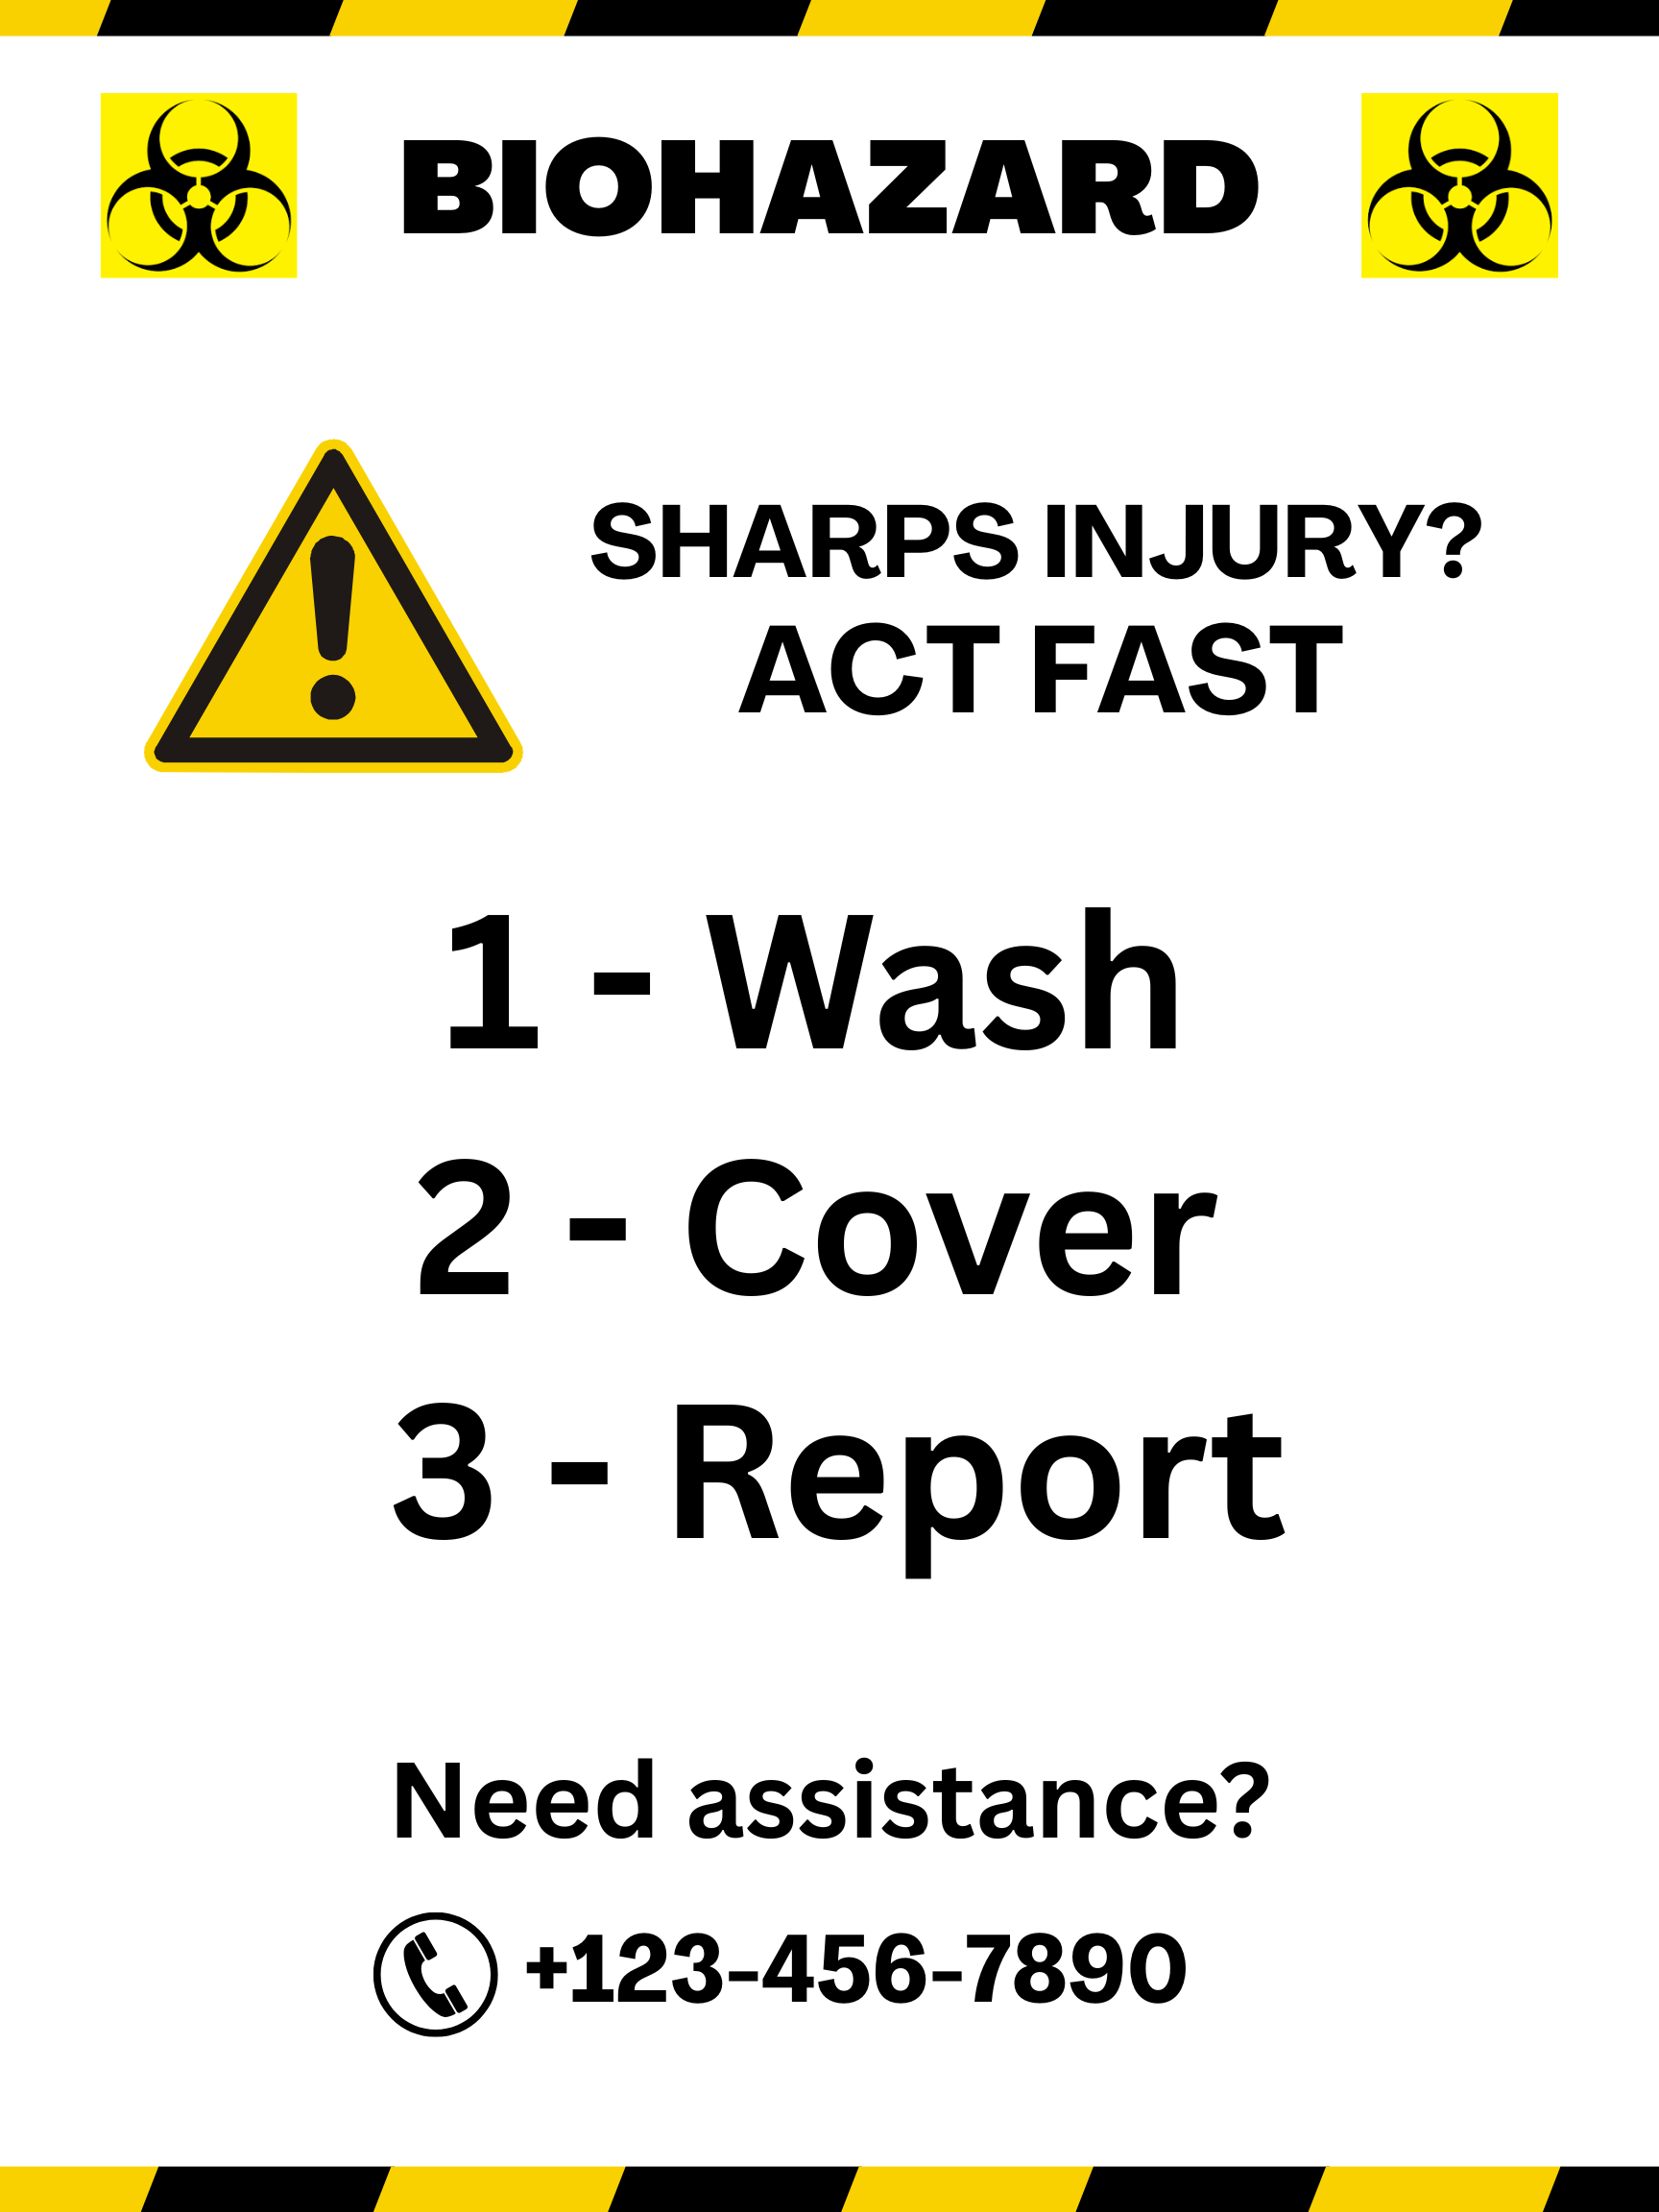 BIOHAZARD
SHARPS INJURY?
ACT FAST
1 - Wash
2 - Cover
3 - Report
Need assistance?
+123-456-7890